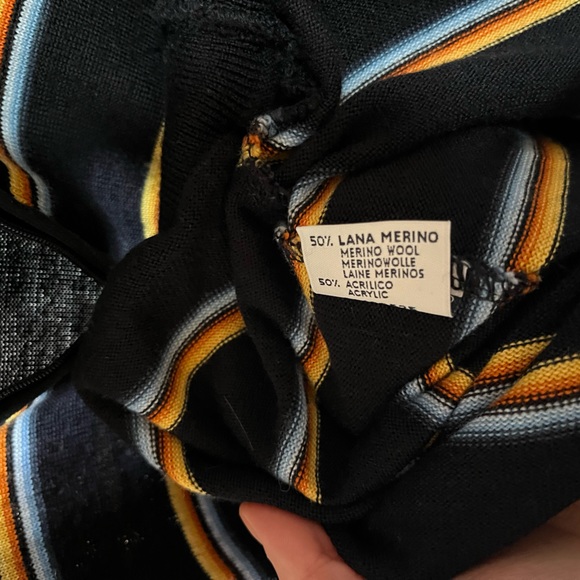 50% LANA MERINO
MERINO WOOL
MERINOWOLLE
LAINE MERINOS
50% ACRILICO
ACRYLIC